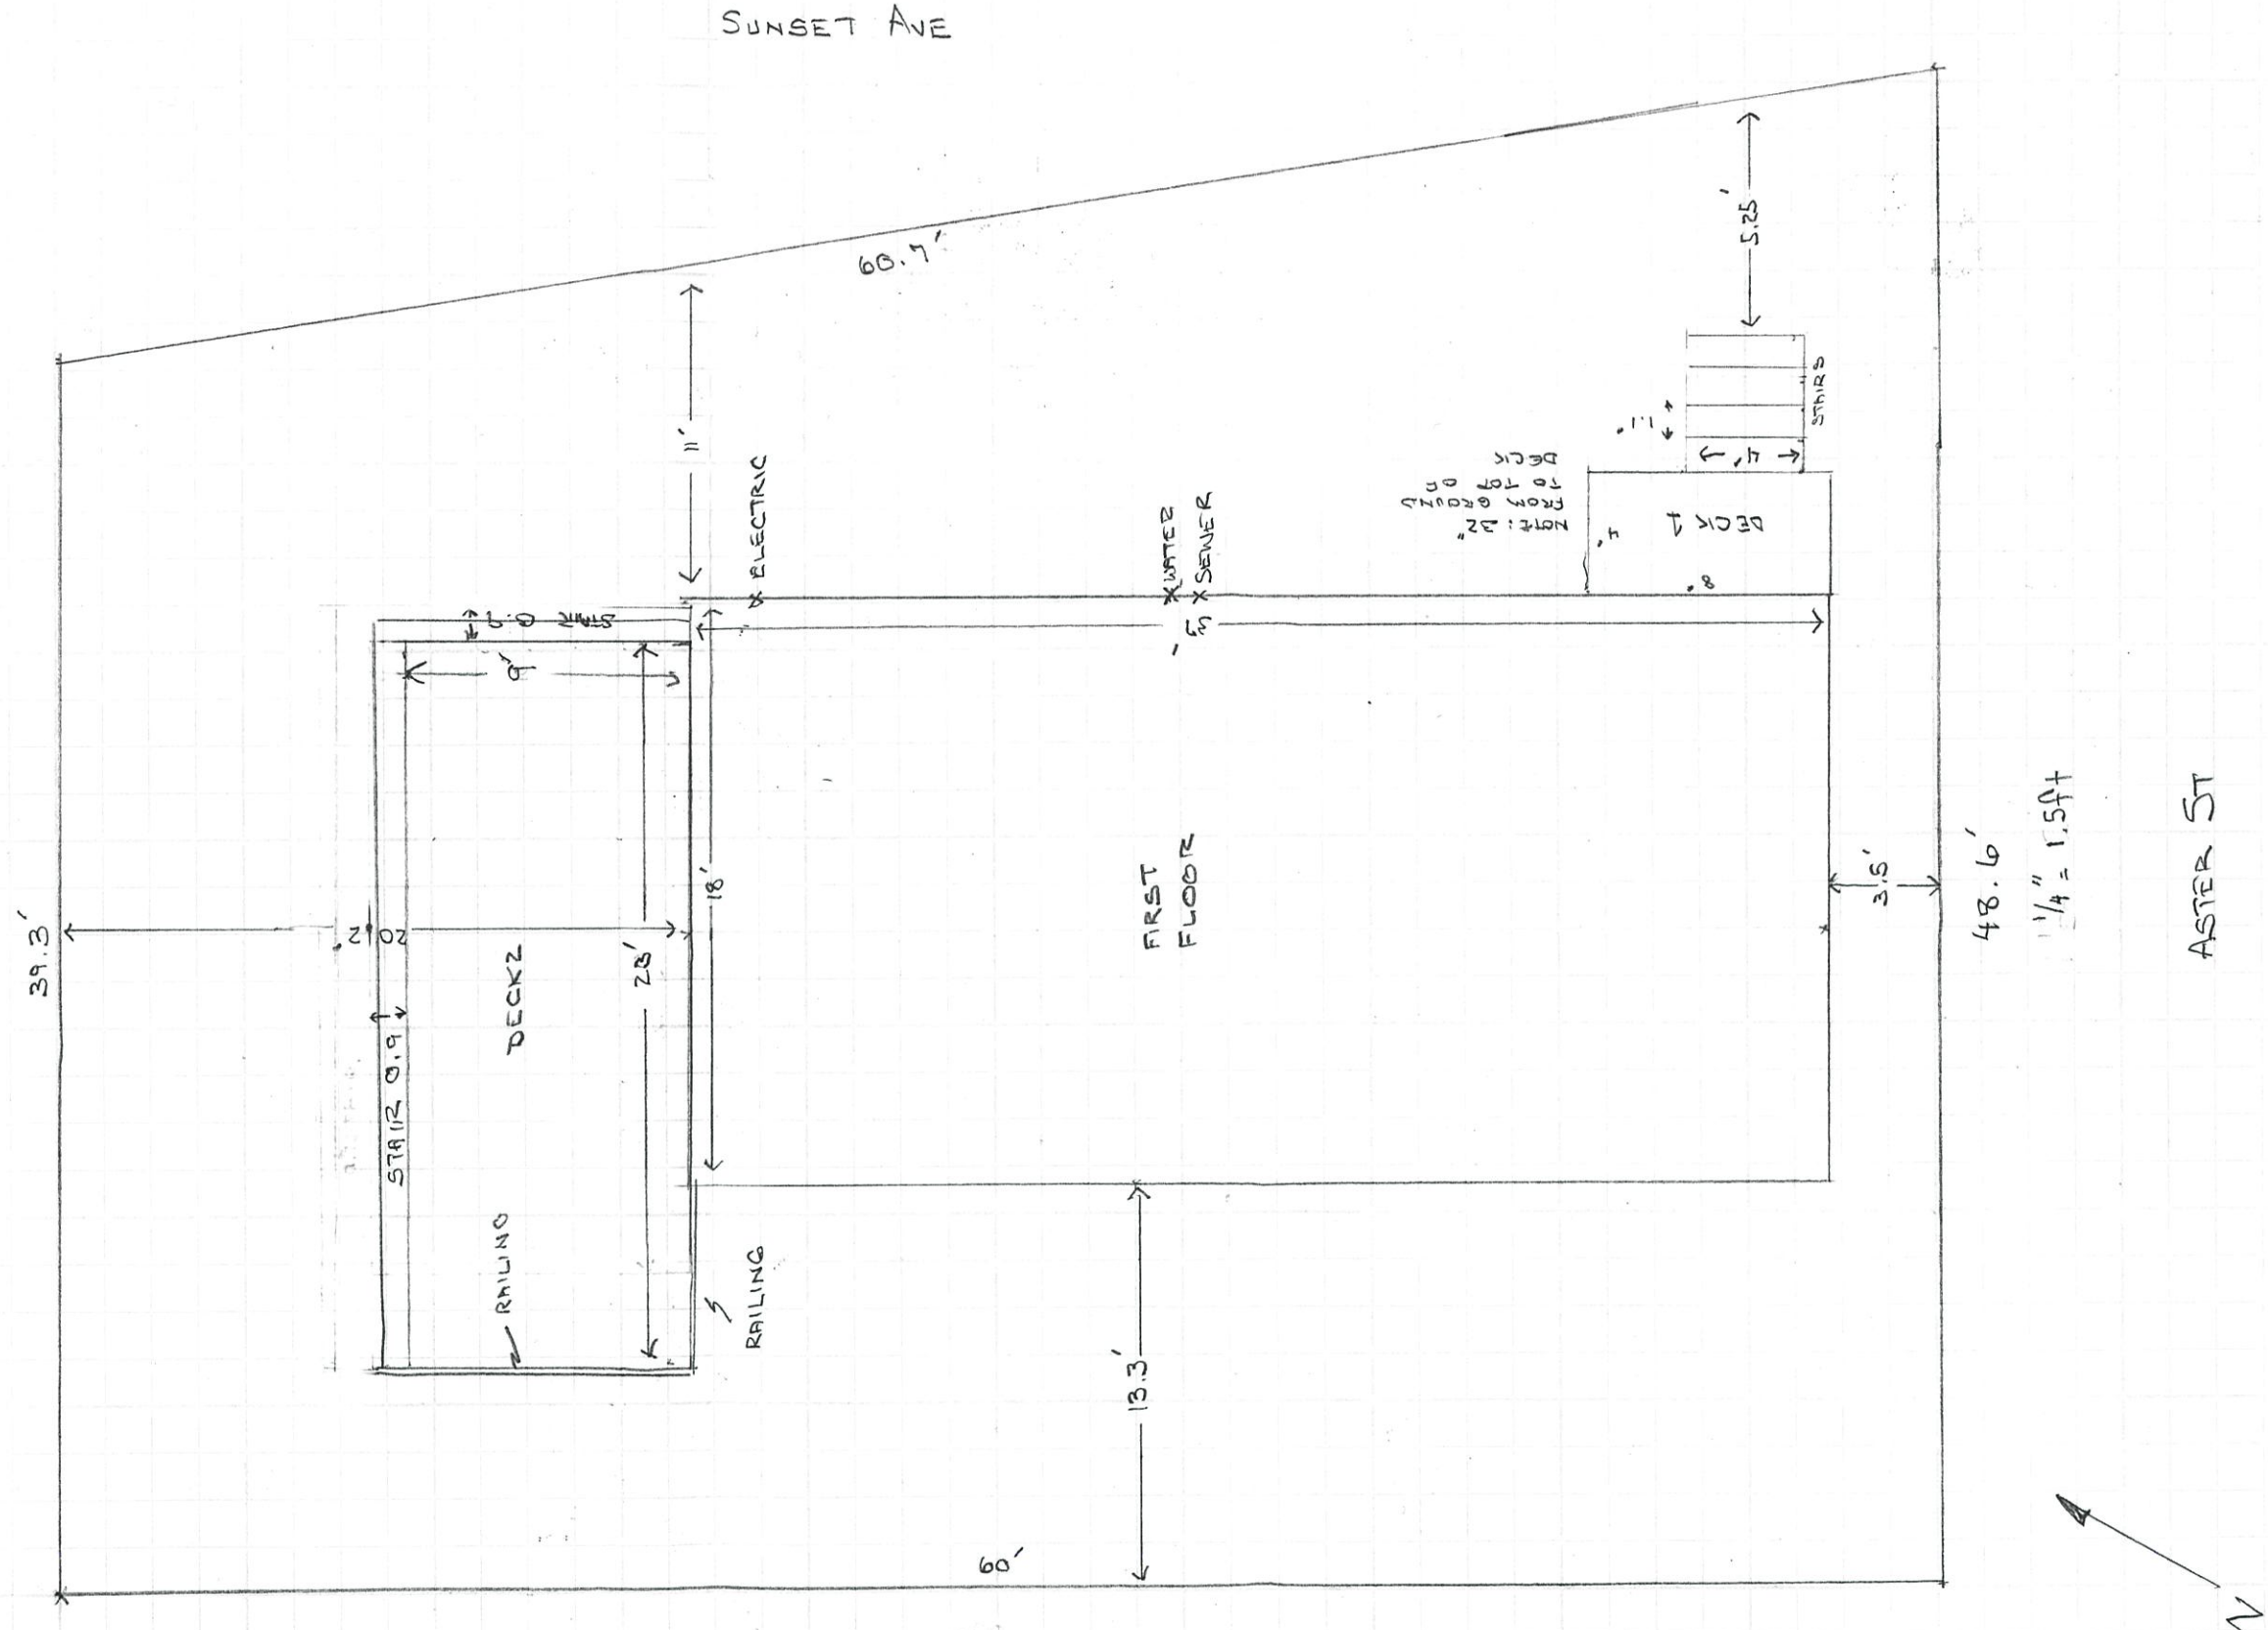 SUNSET AVE
60.7'
5.25'
11'
ELECTRIC
WATER
SEWER
1.1'
STAIRS
4'
NOTE: 32"
FROM GROUND
TO TOP OF
DECK
DECK 1
4'
8'
STAIR 0.9
9'
39.3'
20.2'
DECK2
23'
18'
FIRST
FLOOR
3.5'
48.6'
1/4" = 1.5ft
ASTER ST
STAIR 0.9
RAILING
RAILING
13.3'
60'
N